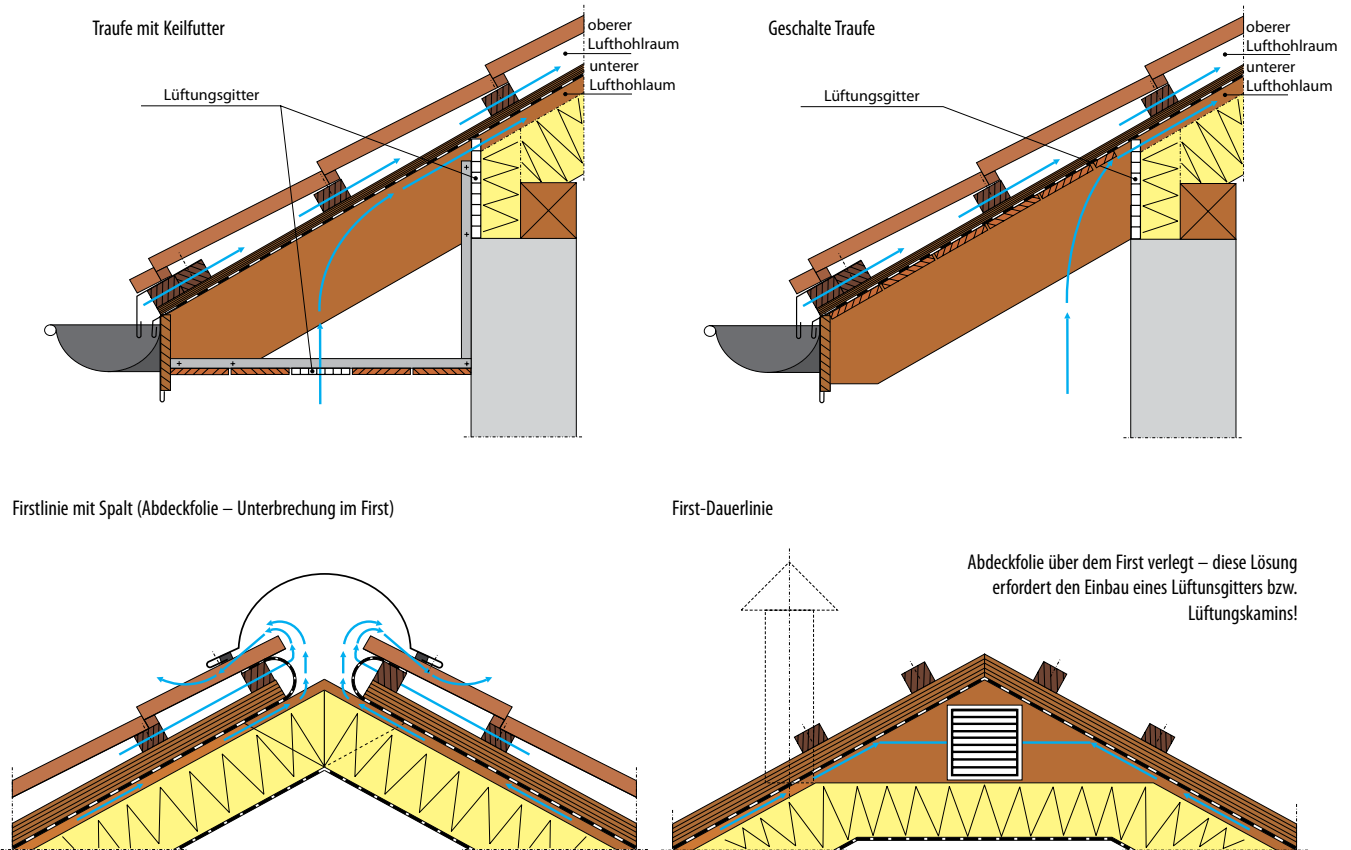 Traufe mit Keilfutter
oberer
Lufthohlraum
unterer
Lufthohlaum
Lüftungsgitter
Geschalte Traufe
oberer
Lufthohlraum
unterer
Lufthohlaum
Lüftungsgitter
Firstlinie mit Spalt (Abdeckfolie – Unterbrechung im First)
First-Dauerlinie
Abdeckfolie über dem First verlegt – diese Lösung
erfordert den Einbau eines Lüftunsgitters bzw.
Lüftungskamins!